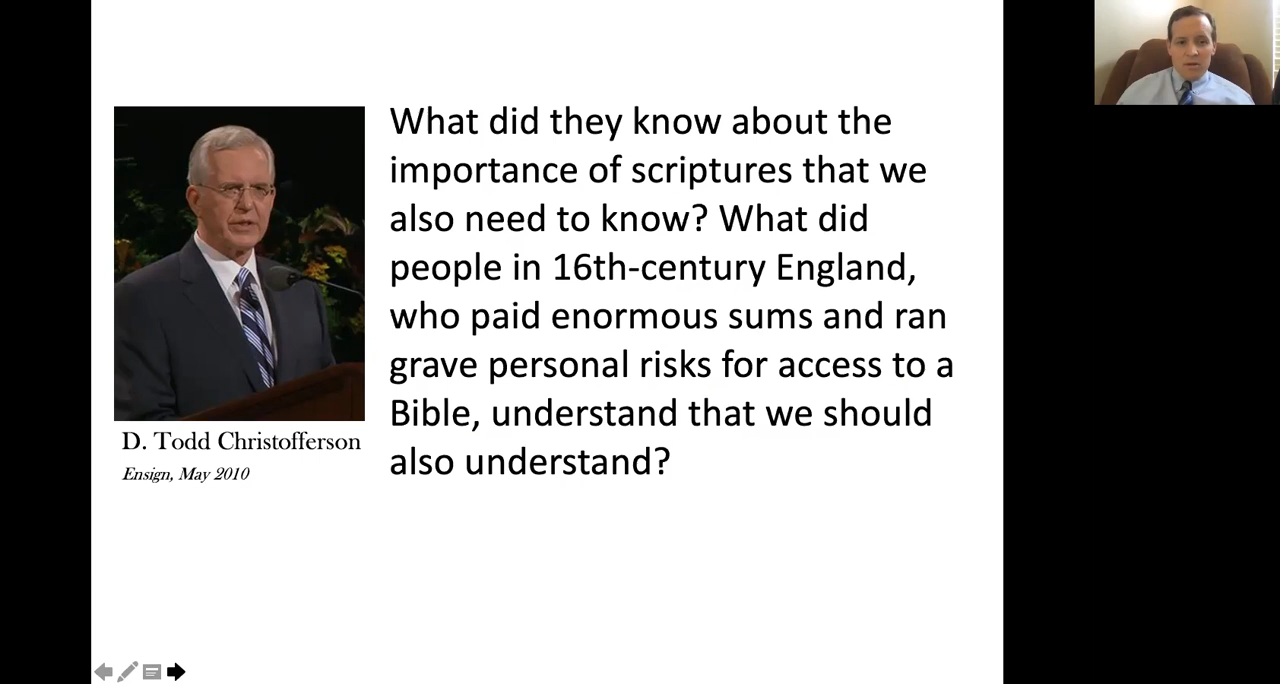 What did they know about the
importance of scriptures that we
also need to know? What did
people in 16th-century England,
who paid enormous sums and ran
grave personal risks for access to a
Bible, understand that we should
also understand?
D. Todd Christofferson
Ensign, May 2010